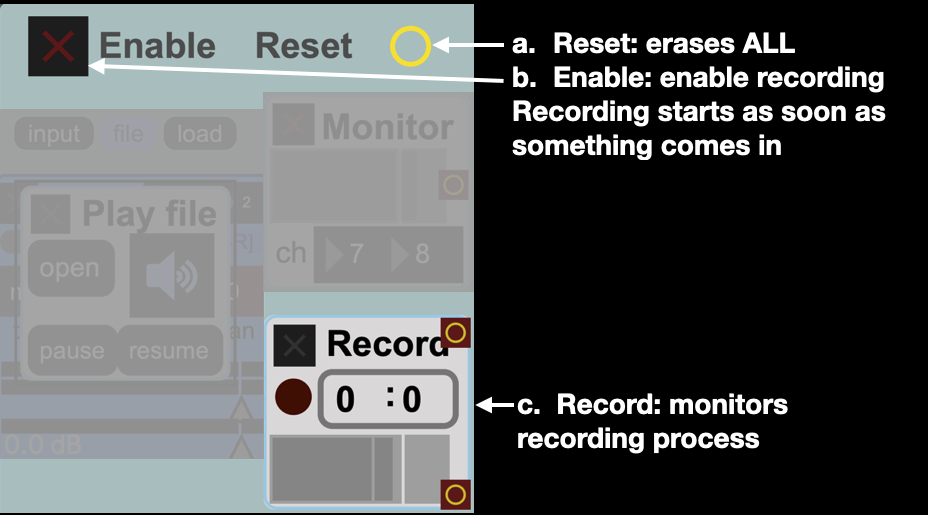 Enable Reset
a. Reset: erases ALL
b. Enable: enable recording
Recording starts as soon as
something comes in
input file load
Monitor
Play file
2
R]
open
ch 7 8
pause resume
an
0.0 dB
Record
0 :0
c. Record: monitors
recording process